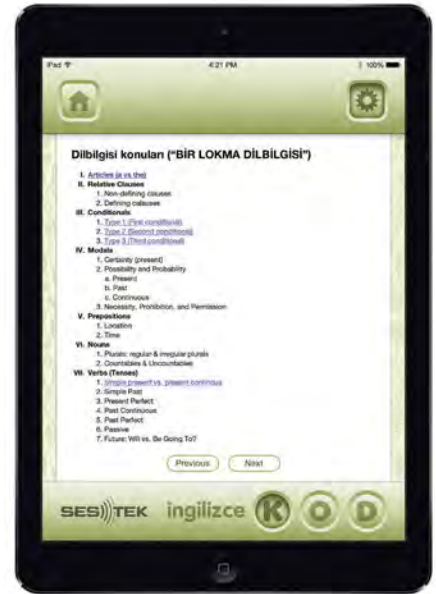 iPad
4:21 PM
100%
Dilbilgisi konuları ("BİR LOKMA DİLBİLGİSİ")
I. Articles (a vs the)
II. Relative Clauses
1. Non-defining clauses
2. Defining calauses
III. Conditionals
1. Type 1 (First conditional)
2. Type 2 (Second conditional)
3. Type 3 (Third conditional)
IV. Modals
1. Certainty (present)
2. Possibility and Probability
a. Present
b. Past
c. Continuous
3. Necessity, Prohibition, and Permission
V. Prepositions
1. Location
2. Time
VI. Nouns
1. Plurals: regular & irregular plurals
2. Countables & Uncountables
VII. Verbs (Tenses)
1. Simple present vs. present continous
2. Simple Past
3. Present Perfect
4. Past Continuous
5. Past Perfect
6. Passive
7. Future: Will vs. Be Going To?
Previous Next
SESTEK ingilizce K O D